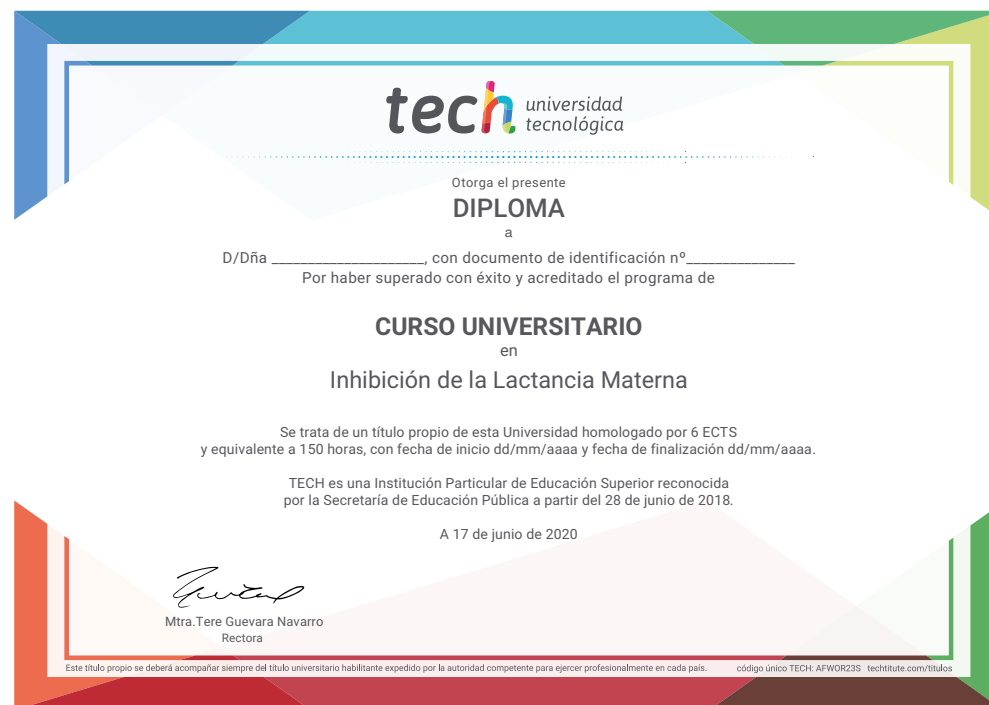 tech universidad
tecnológica
Otorga el presente
DIPLOMA
a
D/Dña _____________________, con documento de identificación nº_______________
Por haber superado con éxito y acreditado el programa de
CURSO UNIVERSITARIO
en
Inhibición de la Lactancia Materna
Se trata de un título propio de esta Universidad homologado por 6 ECTS
y equivalente a 150 horas, con fecha de inicio dd/mm/aaaa y fecha de finalización dd/mm/aaaa.
TECH es una Institución Particular de Educación Superior reconocida
por la Secretaría de Educación Pública a partir del 28 de junio de 2018.
A 17 de junio de 2020
Mtra.Tere Guevara Navarro
Rectora
Este título propio se deberá acompañar siempre del título universitario habilitante expedido por la autoridad competente para ejercer profesionalmente en cada país. código único TECH: AFWOR23S techtitute.com/titulos